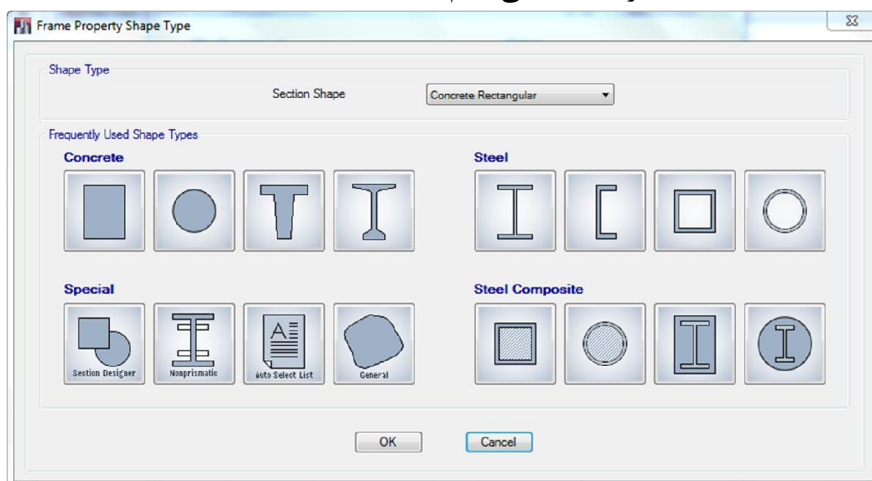 Frame Property Shape Type
Shape Type
Section Shape
Concrete Rectangular
Frequently Used Shape Types
Concrete
Steel
Special
Steel Composite
Section Designer
Nonprismatic
Auto Select List
General
OK
Cancel